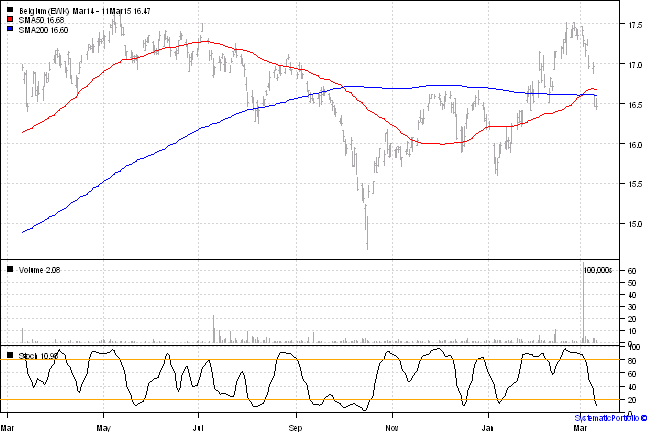 Belgium (EWK) Mar14 - 11Mar15 16.47
SMA50 16.68
SMA200 16.60
17.5
17.0
16.5
16.0
15.5
15.0
Volume 2.08
100,000s
60
50
40
30
20
10
0
Stoch 10.98
100
80
60
40
20
0
Mar May Jul Sep Nov Jan Mar
SystematicPortfolio ©